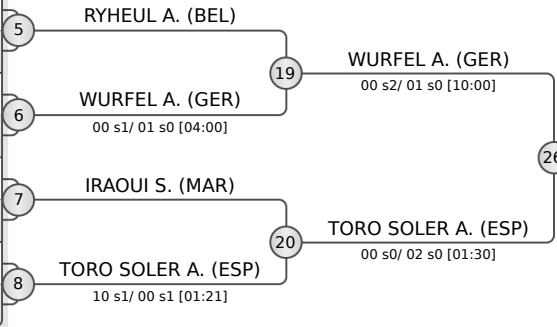 RYHEUL A. (BEL)
5
19
WURFEL A. (GER)
00 s2/ 01 s0 [10:00]
WURFEL A. (GER)
6
00 s1/ 01 s0 [04:00]
26
IRAOUI S. (MAR)
7
20
TORO SOLER A. (ESP)
00 s0/ 02 s0 [01:30]
TORO SOLER A. (ESP)
8
10 s1/ 00 s1 [01:21]